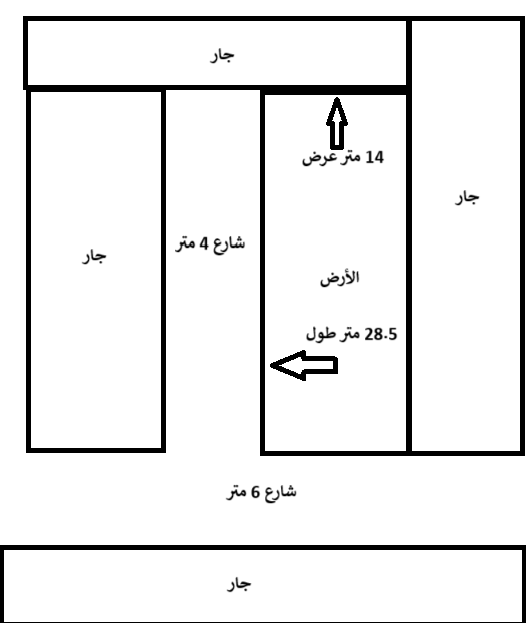 جار
14 متر عرض
جار
شارع 4 متر
جار
الأرض
28.5 متر طول
شارع 6 متر
جار